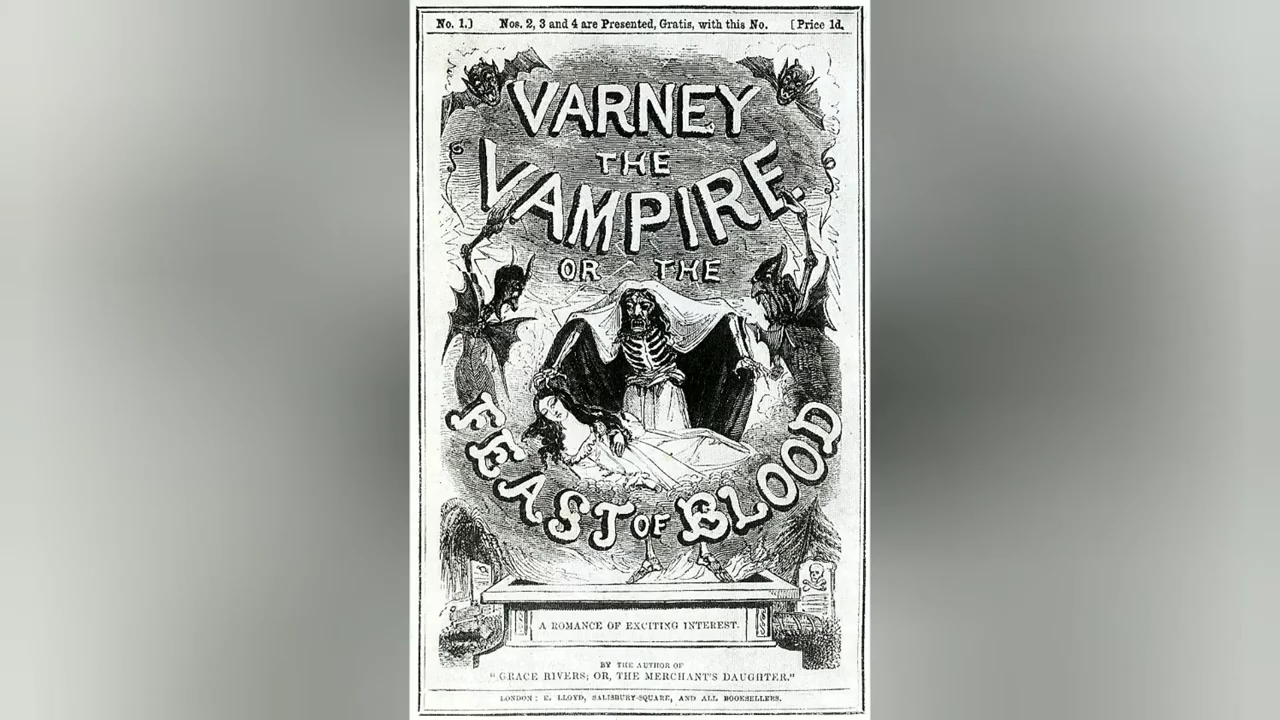 No. 1.] Nos. 2, 3 and 4 are Presented, Gratis, with this No. [Price 1d.
VARNEY
THE
VAMPIRE.
OR THE
FEAST OF BLOOD
A ROMANCE OF EXCITING INTEREST.
BY THE AUTHOR OF
"GRACE RIVERS; OR, THE MERCHANT'S DAUGHTER."
LONDON: E. LLOYD, SALISBURY-SQUARE, AND ALL BOOKSELLERS.